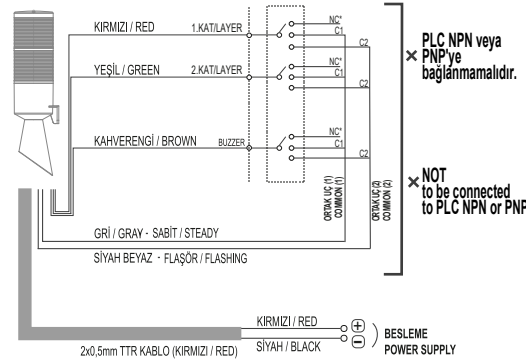 KIRMIZI / RED
1.KAT/LAYER
NC*
C1
C2
YEŞİL / GREEN
2.KAT/LAYER
NC*
C1
C2
KAHVERENGİ / BROWN
BUZZER
NC*
C1
C2
ORTAK UÇ (1)
COMMON (1)
ORTAK UÇ (2)
COMMON (2)
× PLC NPN veya
PNP'ye
bağlanmamalıdır.
× NOT
to be connected
to PLC NPN or PNP
GRİ / GRAY - SABİT / STEADY
SİYAH BEYAZ - FLAŞÖR / FLASHING
KIRMIZI / RED
SİYAH / BLACK
+
−
BESLEME
POWER SUPPLY
2x0,5mm TTR KABLO (KIRMIZI / RED)